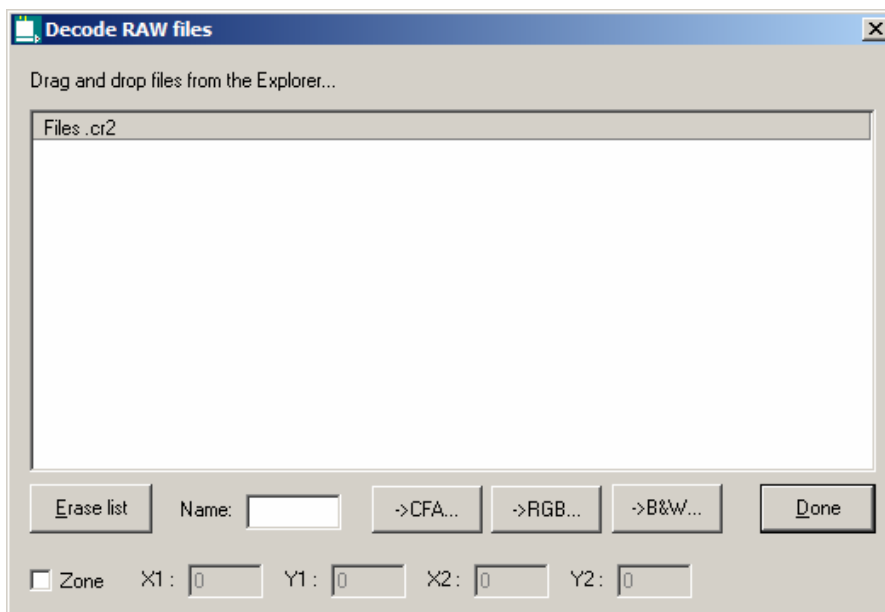 Decode RAW files
Drag and drop files from the Explorer...
Files .cr2
Erase list Name: ->CFA... ->RGB... ->B&W... Done
Zone X1 : 0 Y1 : 0 X2 : 0 Y2 : 0